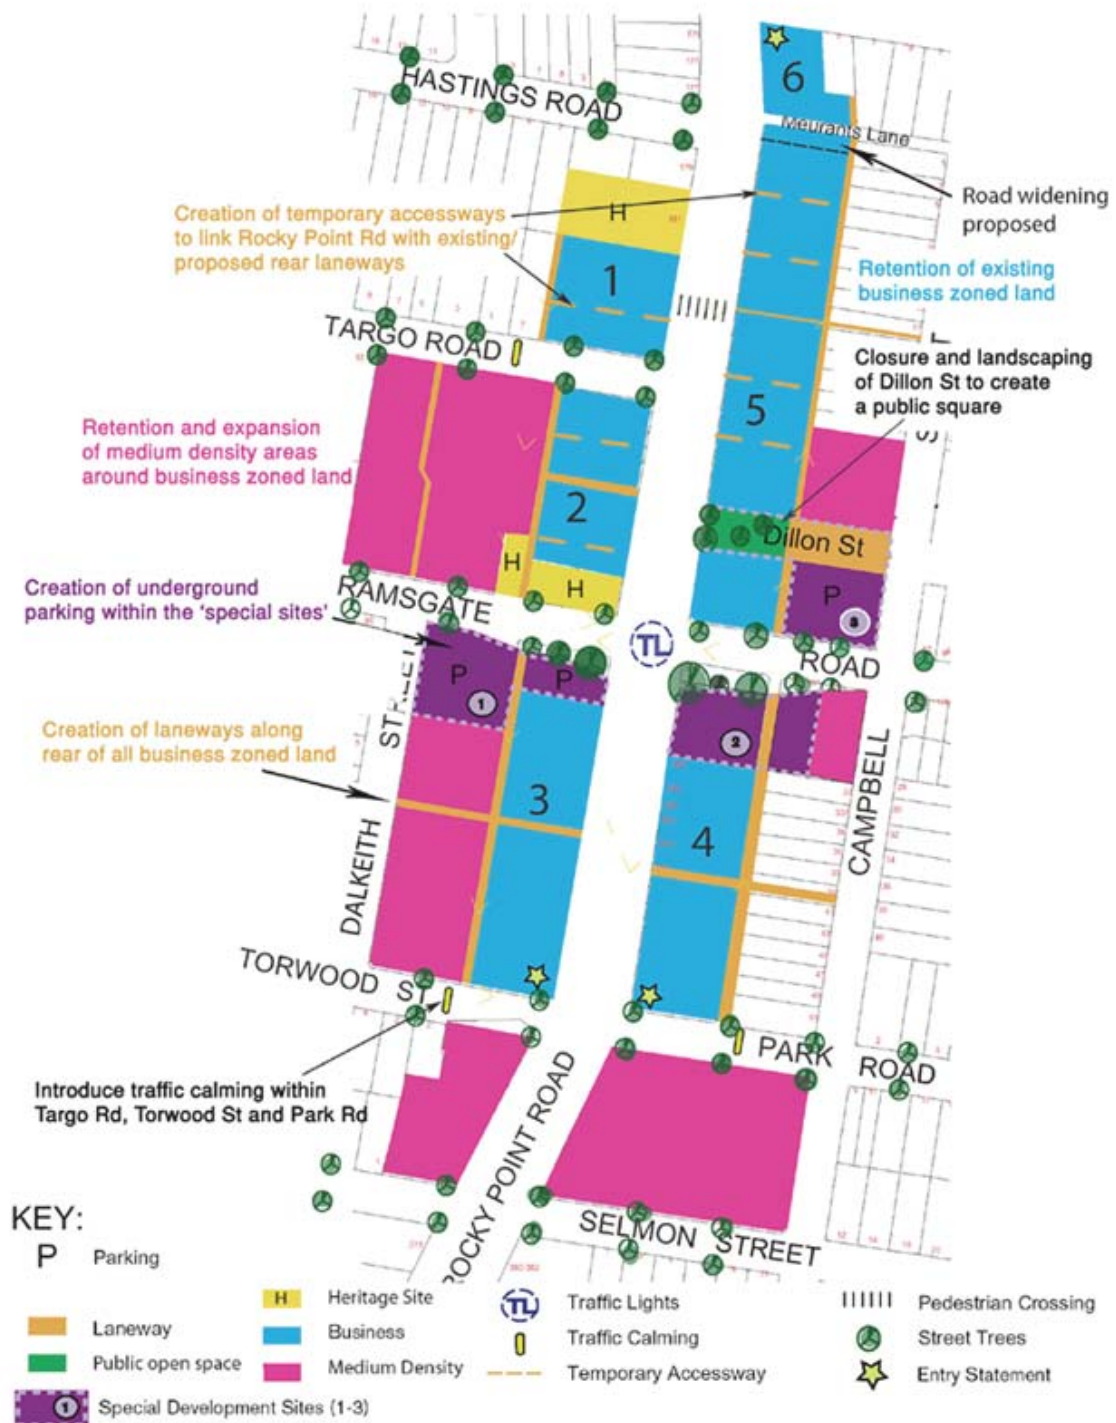 HASTINGS ROAD
6
Meurants Lane
Road widening
proposed
H
Creation of temporary accessways
to link Rocky Point Rd with existing/
proposed rear laneways
1
Retention of existing
business zoned land
TARGO ROAD
Closure and landscaping
of Dillon St to create
a public square
5
Retention and expansion
of medium density areas
around business zoned land
2
Dillon St
H
H
P
3
Creation of underground
parking within the 'special sites'
RAMSGATE
TL
ROAD
P
1
P
2
Creation of laneways along
rear of all business zoned land
STREET
DALKEITH
3
4
CAMPBELL
TORWOOD ST
PARK ROAD
Introduce traffic calming within
Targo Rd, Torwood St and Park Rd
ROCKY POINT ROAD
SELMON STREET
KEY:
P Parking
Laneway
Public open space
1 Special Development Sites (1-3)
H Heritage Site
Business
Medium Density
TL Traffic Lights
Traffic Calming
Temporary Accessway
Pedestrian Crossing
Street Trees
Entry Statement